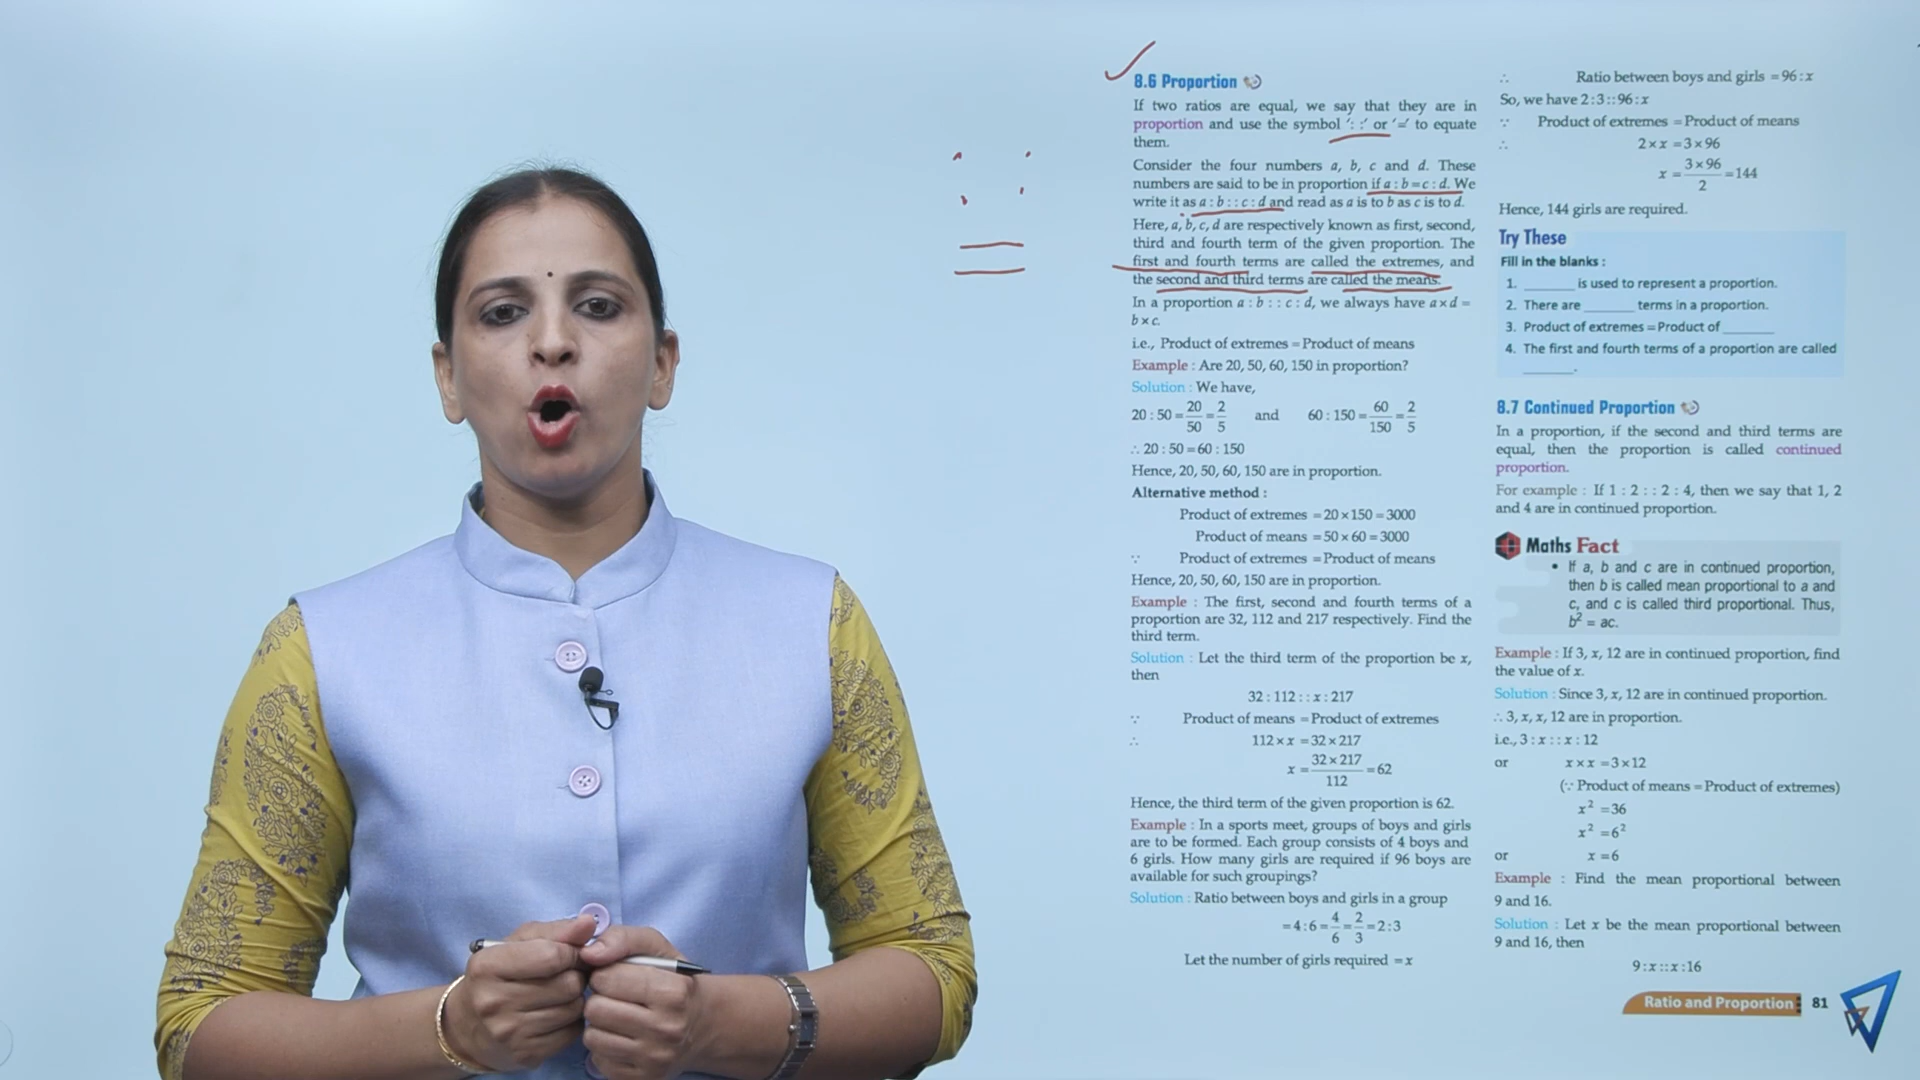 8.6 Proportion
If two ratios are equal, we say that they are in
proportion and use the symbol '::' or '=' to equate
them.
Consider the four numbers a, b, c and d. These
numbers are said to be in proportion if a : b = c : d. We
write it as a : b : : c : d and read as a is to b as c is to d.
Here, a, b, c, d are respectively known as first, second,
third and fourth term of the given proportion. The
first and fourth terms are called the extremes, and
the second and third terms are called the means.
In a proportion a : b : : c : d, we always have a×d =
b×c.
i.e., Product of extremes = Product of means
Example : Are 20, 50, 60, 150 in proportion?
Solution : We have,
20 : 50 = 20/50 = 2/5 and 60 : 150 = 60/150 = 2/5
∴ 20 : 50 = 60 : 150
Hence, 20, 50, 60, 150 are in proportion.
Alternative method :
Product of extremes = 20×150 = 3000
Product of means = 50×60 = 3000
∵ Product of extremes = Product of means
Hence, 20, 50, 60, 150 are in proportion.
Example : The first, second and fourth terms of a
proportion are 32, 112 and 217 respectively. Find the
third term.
Solution : Let the third term of the proportion be x,
then
32 : 112 : : x : 217
∵ Product of means = Product of extremes
∴ 112×x = 32×217
x = 32×217/112 = 62
Hence, the third term of the given proportion is 62.
Example : In a sports meet, groups of boys and girls
are to be formed. Each group consists of 4 boys and
6 girls. How many girls are required if 96 boys are
available for such groupings?
Solution : Ratio between boys and girls in a group
= 4 : 6 = 4/6 = 2/3 = 2 : 3
Let the number of girls required = x
∴ Ratio between boys and girls = 96 : x
So, we have 2 : 3 : : 96 : x
∵ Product of extremes = Product of means
∴ 2×x = 3×96
x = 3×96/2 = 144
Hence, 144 girls are required.
Try These
Fill in the blanks :
1. ______ is used to represent a proportion.
2. There are ______ terms in a proportion.
3. Product of extremes = Product of ______
4. The first and fourth terms of a proportion are called
______.
8.7 Continued Proportion
In a proportion, if the second and third terms are
equal, then the proportion is called continued
proportion.
For example : If 1 : 2 : : 2 : 4, then we say that 1, 2
and 4 are in continued proportion.
Maths Fact
• If a, b and c are in continued proportion,
then b is called mean proportional to a and
c, and c is called third proportional. Thus,
b² = ac.
Example : If 3, x, 12 are in continued proportion, find
the value of x.
Solution : Since 3, x, 12 are in continued proportion.
∴ 3, x, x, 12 are in proportion.
i.e., 3 : x : : x : 12
or x×x = 3×12
(∵ Product of means = Product of extremes)
x² = 36
x² = 6²
or x = 6
Example : Find the mean proportional between
9 and 16.
Solution : Let x be the mean proportional between
9 and 16, then
9 : x : : x : 16
Ratio and Proportion 81
: :
=